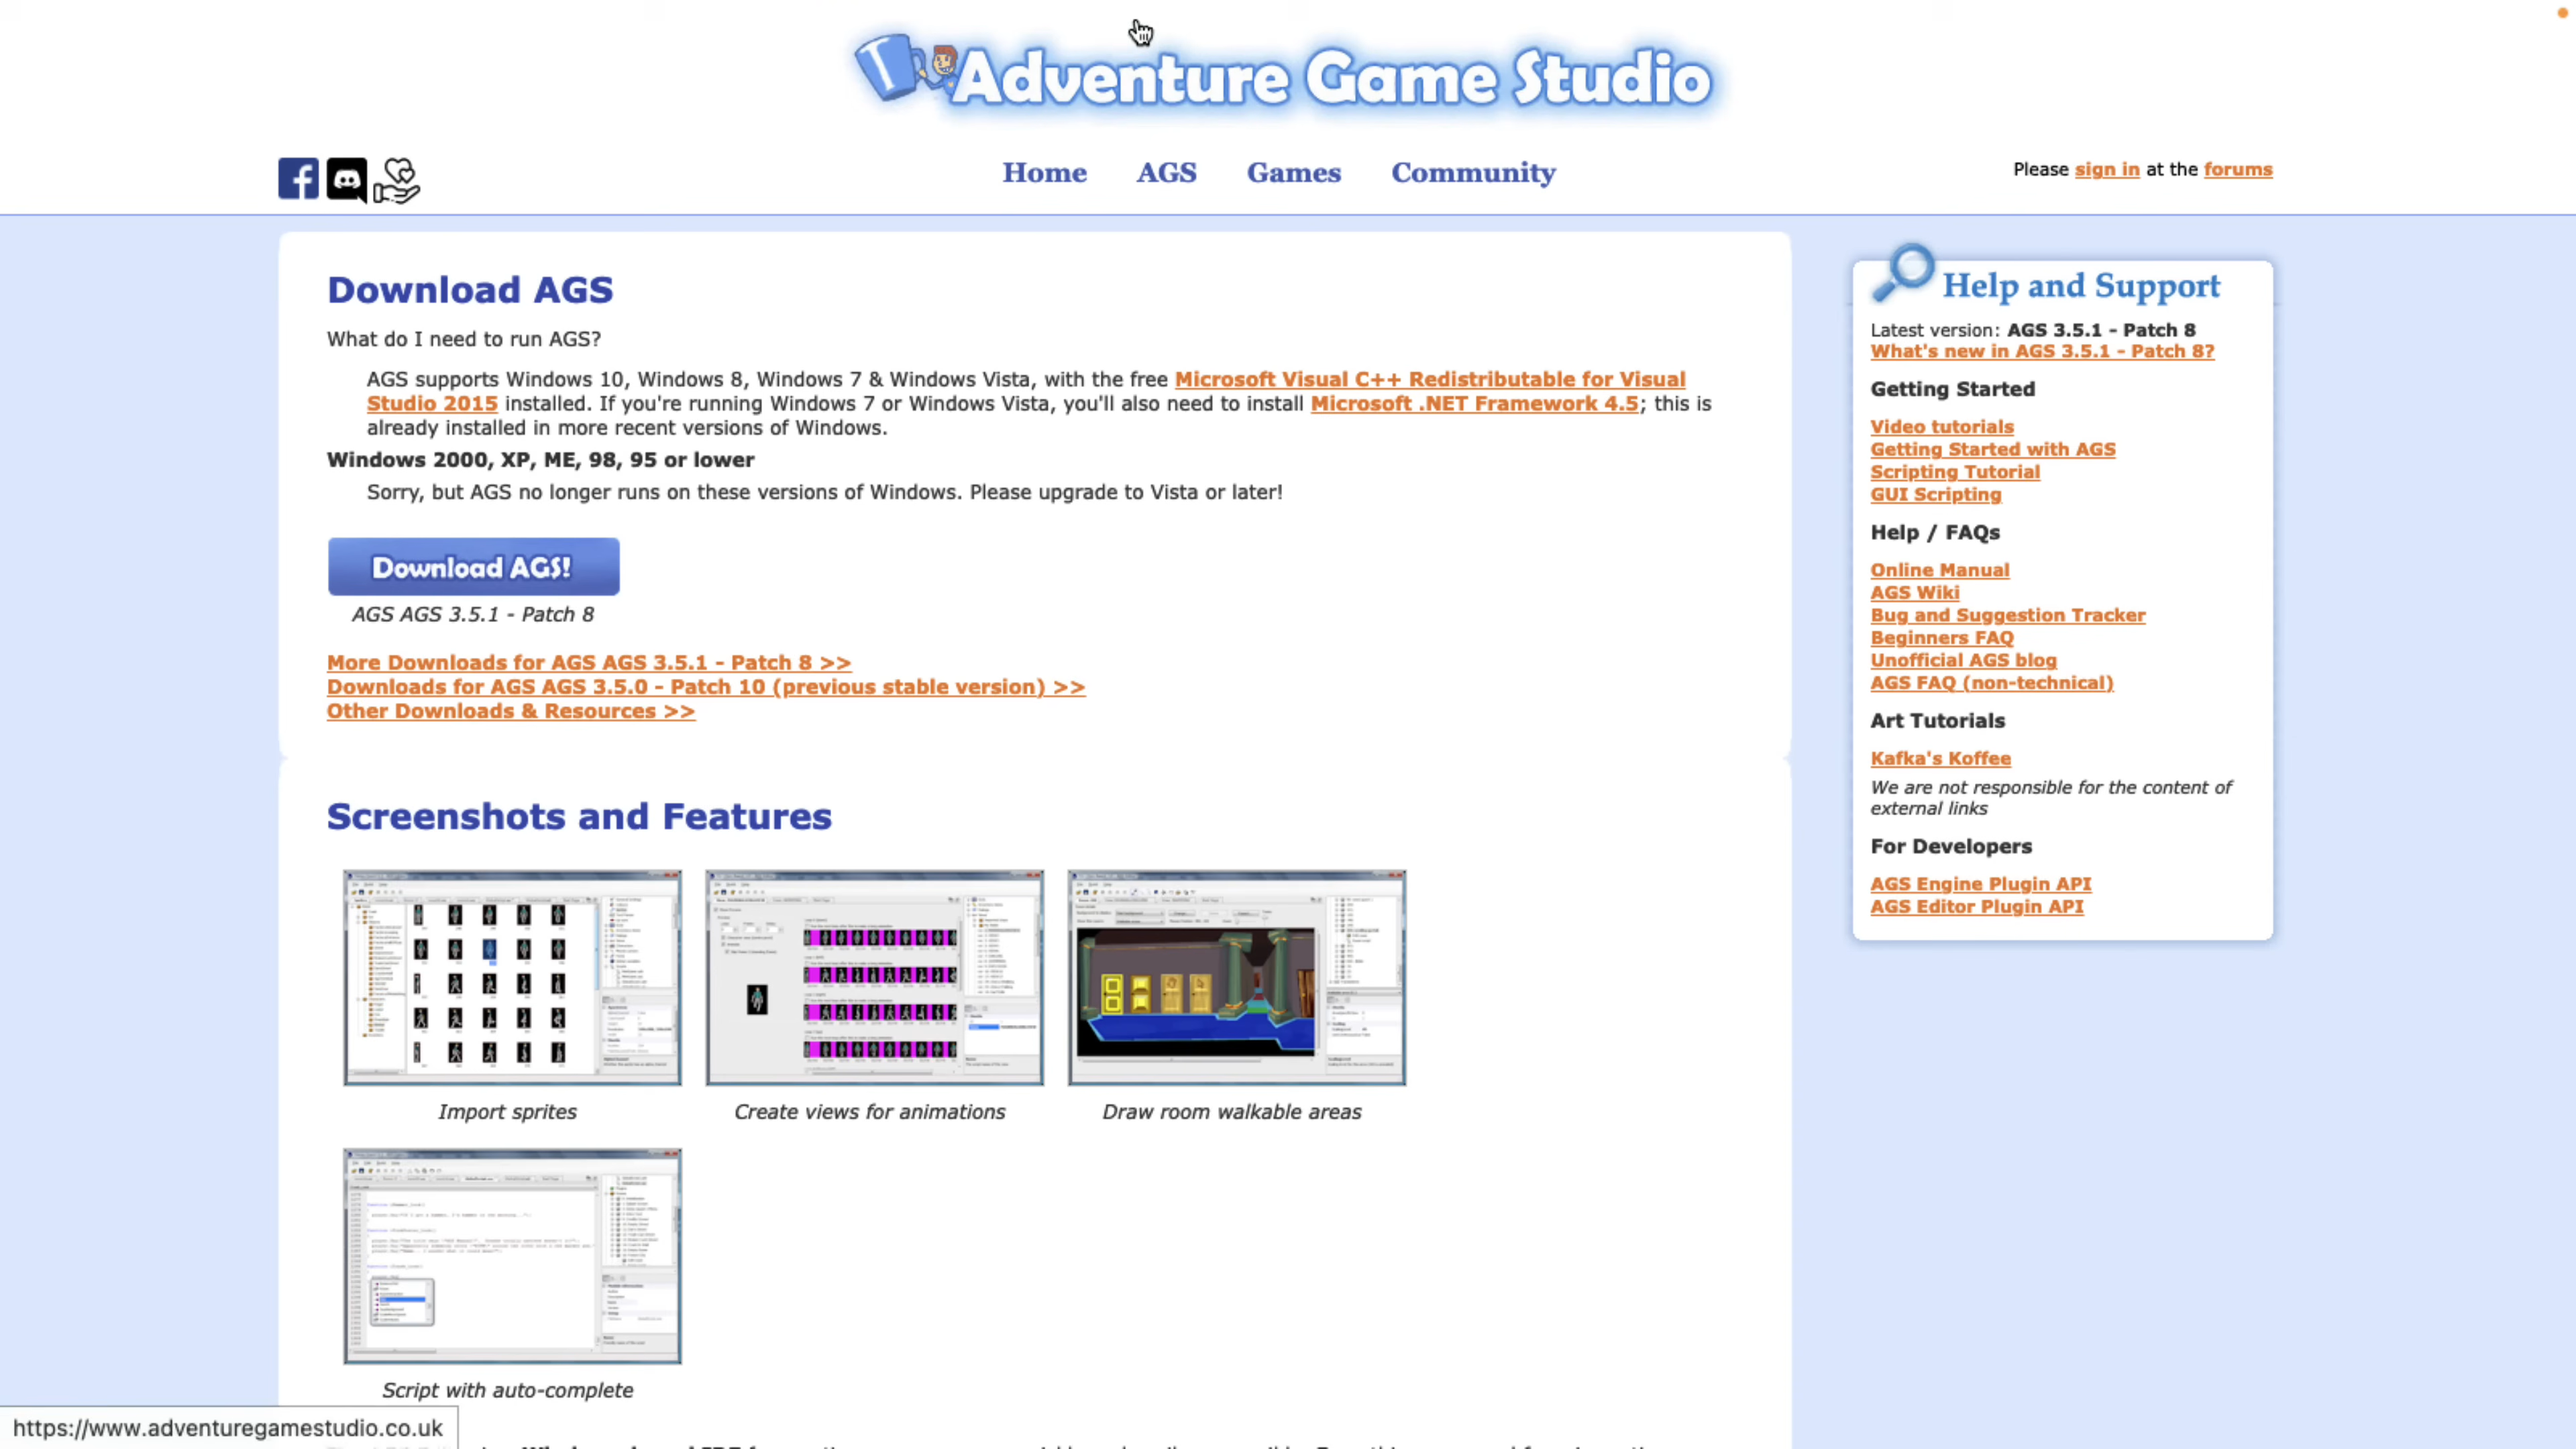 Adventure Game Studio
Home AGS Games Community
Please sign in at the forums
Download AGS
What do I need to run AGS?
AGS supports Windows 10, Windows 8, Windows 7 & Windows Vista, with the free Microsoft Visual C++ Redistributable for Visual
Studio 2015 installed. If you're running Windows 7 or Windows Vista, you'll also need to install Microsoft .NET Framework 4.5; this is
already installed in more recent versions of Windows.
Windows 2000, XP, ME, 98, 95 or lower
Sorry, but AGS no longer runs on these versions of Windows. Please upgrade to Vista or later!
Download AGS!
AGS AGS 3.5.1 - Patch 8
More Downloads for AGS AGS 3.5.1 - Patch 8 >>
Downloads for AGS AGS 3.5.0 - Patch 10 (previous stable version) >>
Other Downloads & Resources >>
Screenshots and Features
Import sprites
Create views for animations
Draw room walkable areas
Script with auto-complete
Help and Support
Latest version: AGS 3.5.1 - Patch 8
What's new in AGS 3.5.1 - Patch 8?
Getting Started
Video tutorials
Getting Started with AGS
Scripting Tutorial
GUI Scripting
Help / FAQs
Online Manual
AGS Wiki
Bug and Suggestion Tracker
Beginners FAQ
Unofficial AGS blog
AGS FAQ (non-technical)
Art Tutorials
Kafka's Koffee
We are not responsible for the content of
external links
For Developers
AGS Engine Plugin API
AGS Editor Plugin API
https://www.adventuregamestudio.co.uk